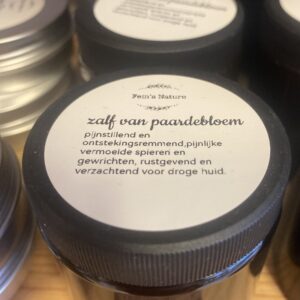 paardebloem
Fein's Nature
zalf van paardebloem
pijnstillend en
ontstekingsremmend,pijnlijke
vermoeide spieren en
gewrichten, rustgevend en
verzachtend voor droge huid.